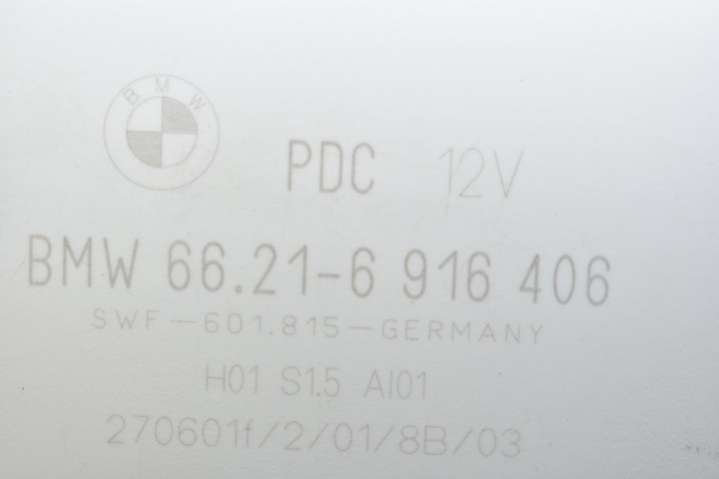 BMW
PDC 12V
BMW 66.21-6 916 406
SWF-601.815-GERMANY
H01 S1.5 AI01
270601f/2/01/8B/03